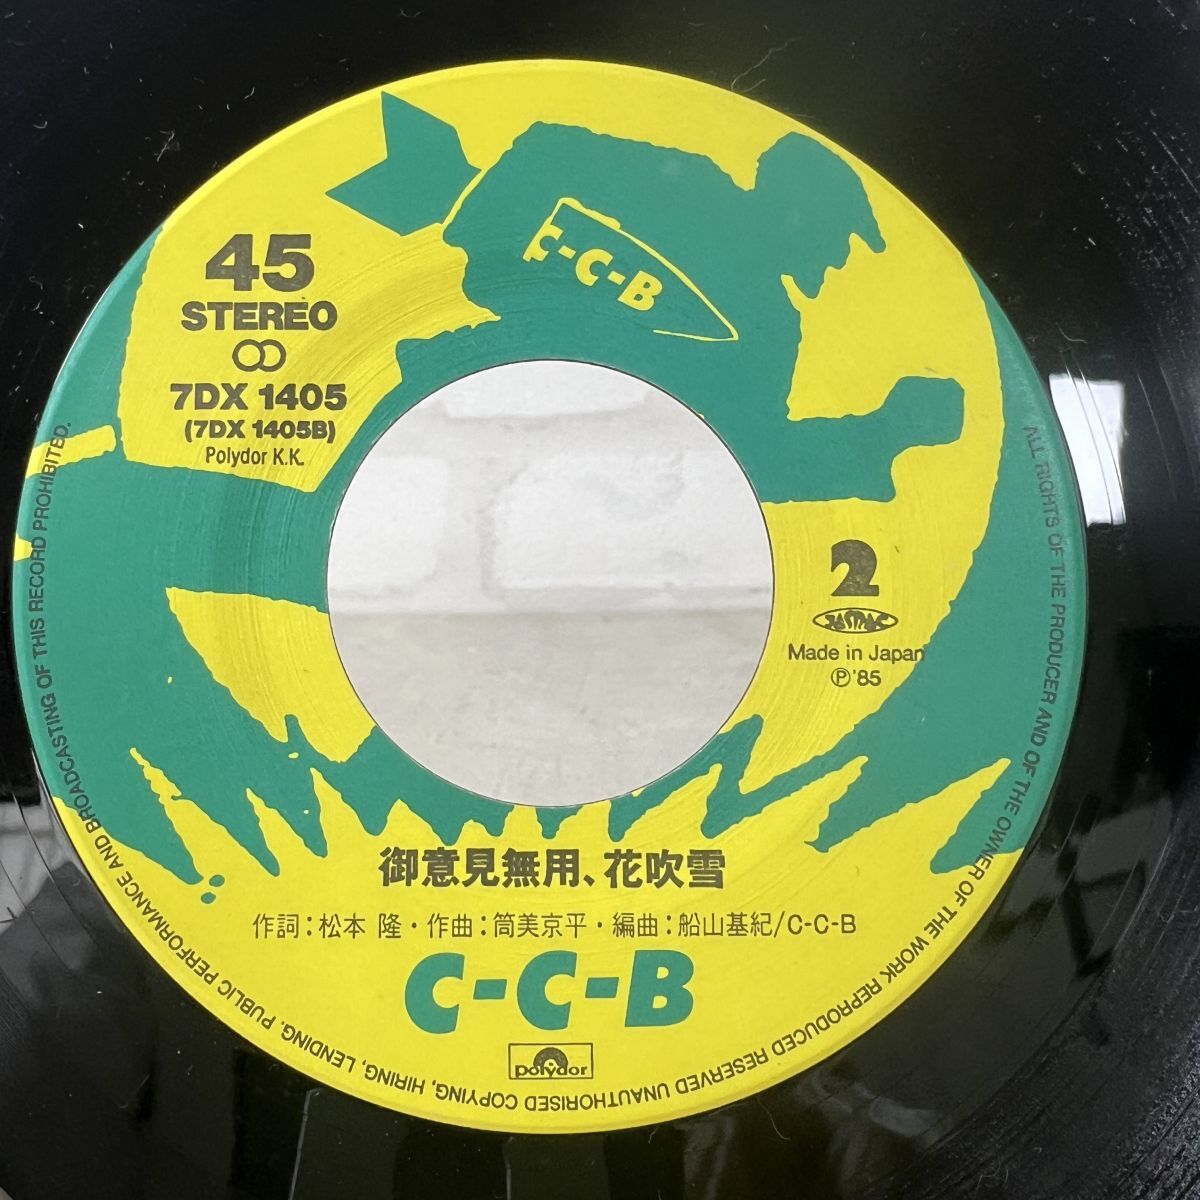 C-C-B
45
STEREO
7DX 1405
(7DX 1405B)
Polydor K.K.
2
Made in Japan
Ⓟ'85
御意見無用、花吹雪
作詞：松本 隆・作曲：筒美京平・編曲：船山基紀/C-C-B
C-C-B
polydor
ALL RIGHTS OF THE PRODUCER AND OF THE OWNER OF THE WORK REPRODUCED RESERVED UNAUTHORISED COPYING, HIRING, LENDING, PUBLIC PERFORMANCE AND BROADCASTING OF THIS RECORD PROHIBITED.